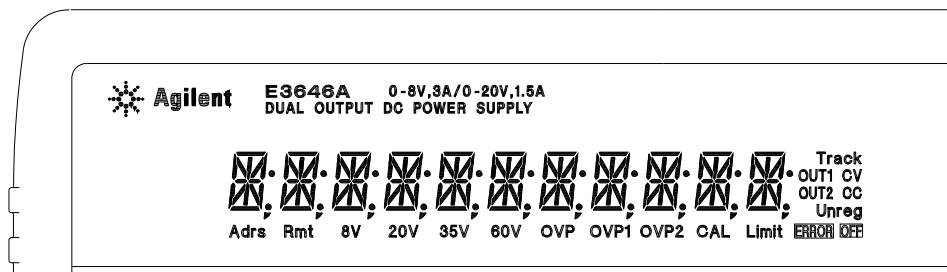 Agilent
E3646A 0-8V,3A/0-20V,1.5A
DUAL OUTPUT DC POWER SUPPLY
Track
OUT1 CV
OUT2 CC
Unreg
Adrs Rmt 8V 20V 35V 60V OVP OVP1 OVP2 CAL Limit ERROR OFF